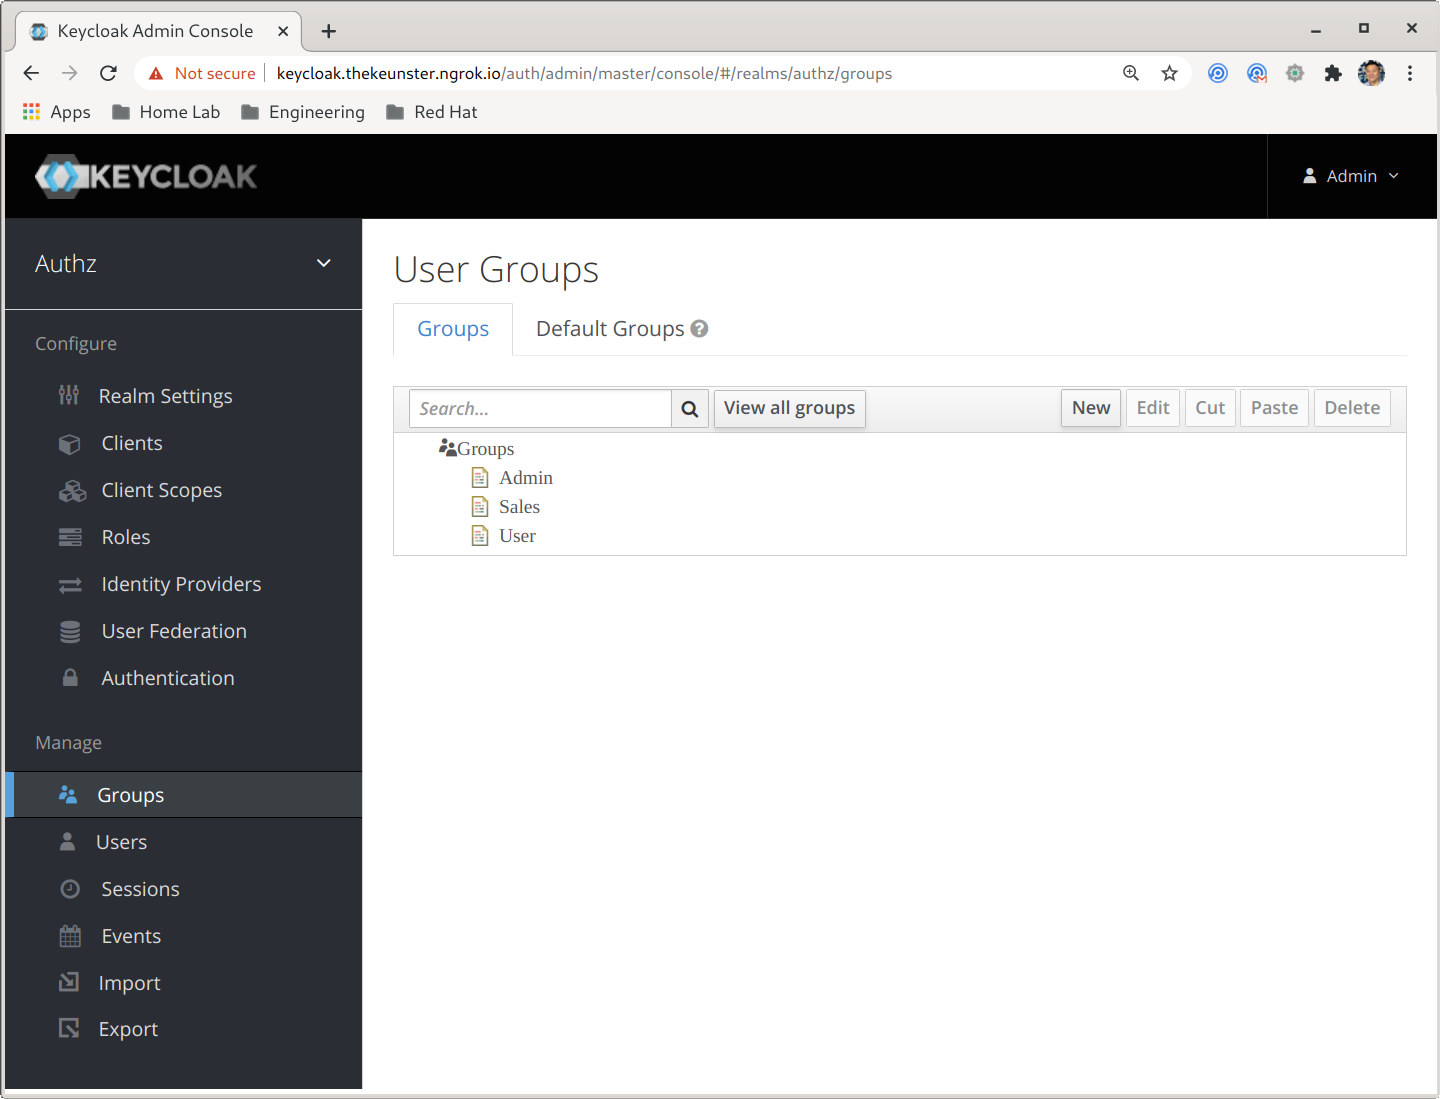 Keycloak Admin Console
Not secure keycloak.thekeunster.ngrok.io/auth/admin/master/console/#/realms/authz/groups
Apps Home Lab Engineering Red Hat
KEYCLOAK
Admin
Authz
Configure
Realm Settings
Clients
Client Scopes
Roles
Identity Providers
User Federation
Authentication
Manage
Groups
Users
Sessions
Events
Import
Export
User Groups
Groups Default Groups
Search... View all groups New Edit Cut Paste Delete
Groups
Admin
Sales
User